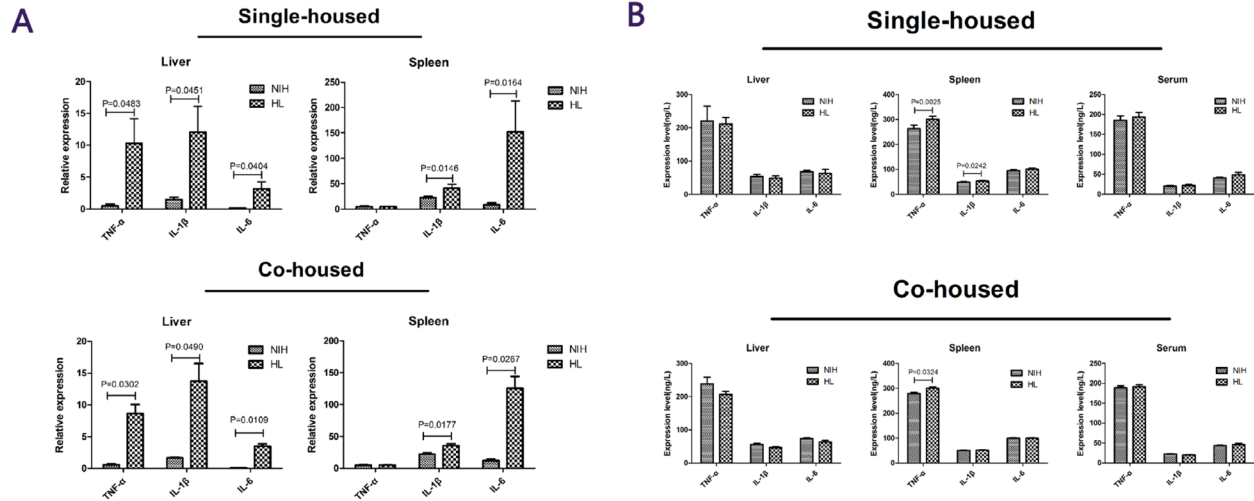 A
Single-housed
Liver
Relative expression
20
15
10
5
0
P=0.0483
P=0.0451
P=0.0404
NIH
HL
TNF-α
IL-1β
IL-6
Spleen
Relative expression
250
200
150
100
50
0
P=0.0146
P=0.0164
NIH
HL
TNF-α
IL-1β
IL-6
Co-housed
Liver
Relative expression
20
15
10
5
0
P=0.0302
P=0.0490
P=0.0109
NIH
HL
TNF-α
IL-1β
IL-6
Spleen
Relative expression
200
150
100
50
0
P=0.0177
P=0.0267
NIH
HL
TNF-α
IL-1β
IL-6
B
Single-housed
Liver
Expression level(ng/L)
300
200
100
0
NIH
HL
TNF-α
IL-1β
IL-6
Spleen
Expression level(ng/L)
400
300
200
100
0
P=0.0025
P=0.0242
NIH
HL
TNF-α
IL-1β
IL-6
Serum
Expression level(ng/L)
250
200
150
100
50
0
NIH
HL
TNF-α
IL-1β
IL-6
Co-housed
Liver
Expression level(ng/L)
300
200
100
0
NIH
HL
TNF-α
IL-1β
IL-6
Spleen
Expression level(ng/L)
400
300
200
100
0
P=0.0324
NIH
HL
TNF-α
IL-1β
IL-6
Serum
Expression level(ng/L)
250
200
150
100
50
0
NIH
HL
TNF-α
IL-1β
IL-6